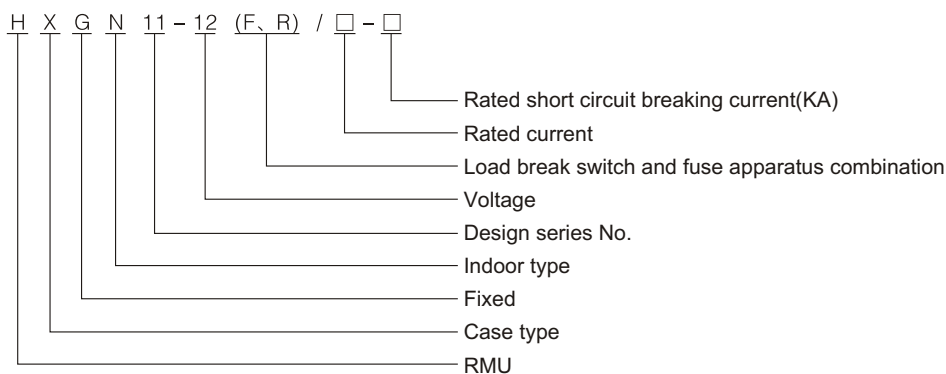 H X G N 11 – 12 (F、R) / □ – □
Rated short circuit breaking current(KA)
Rated current
Load break switch and fuse apparatus combination
Voltage
Design series No.
Indoor type
Fixed
Case type
RMU